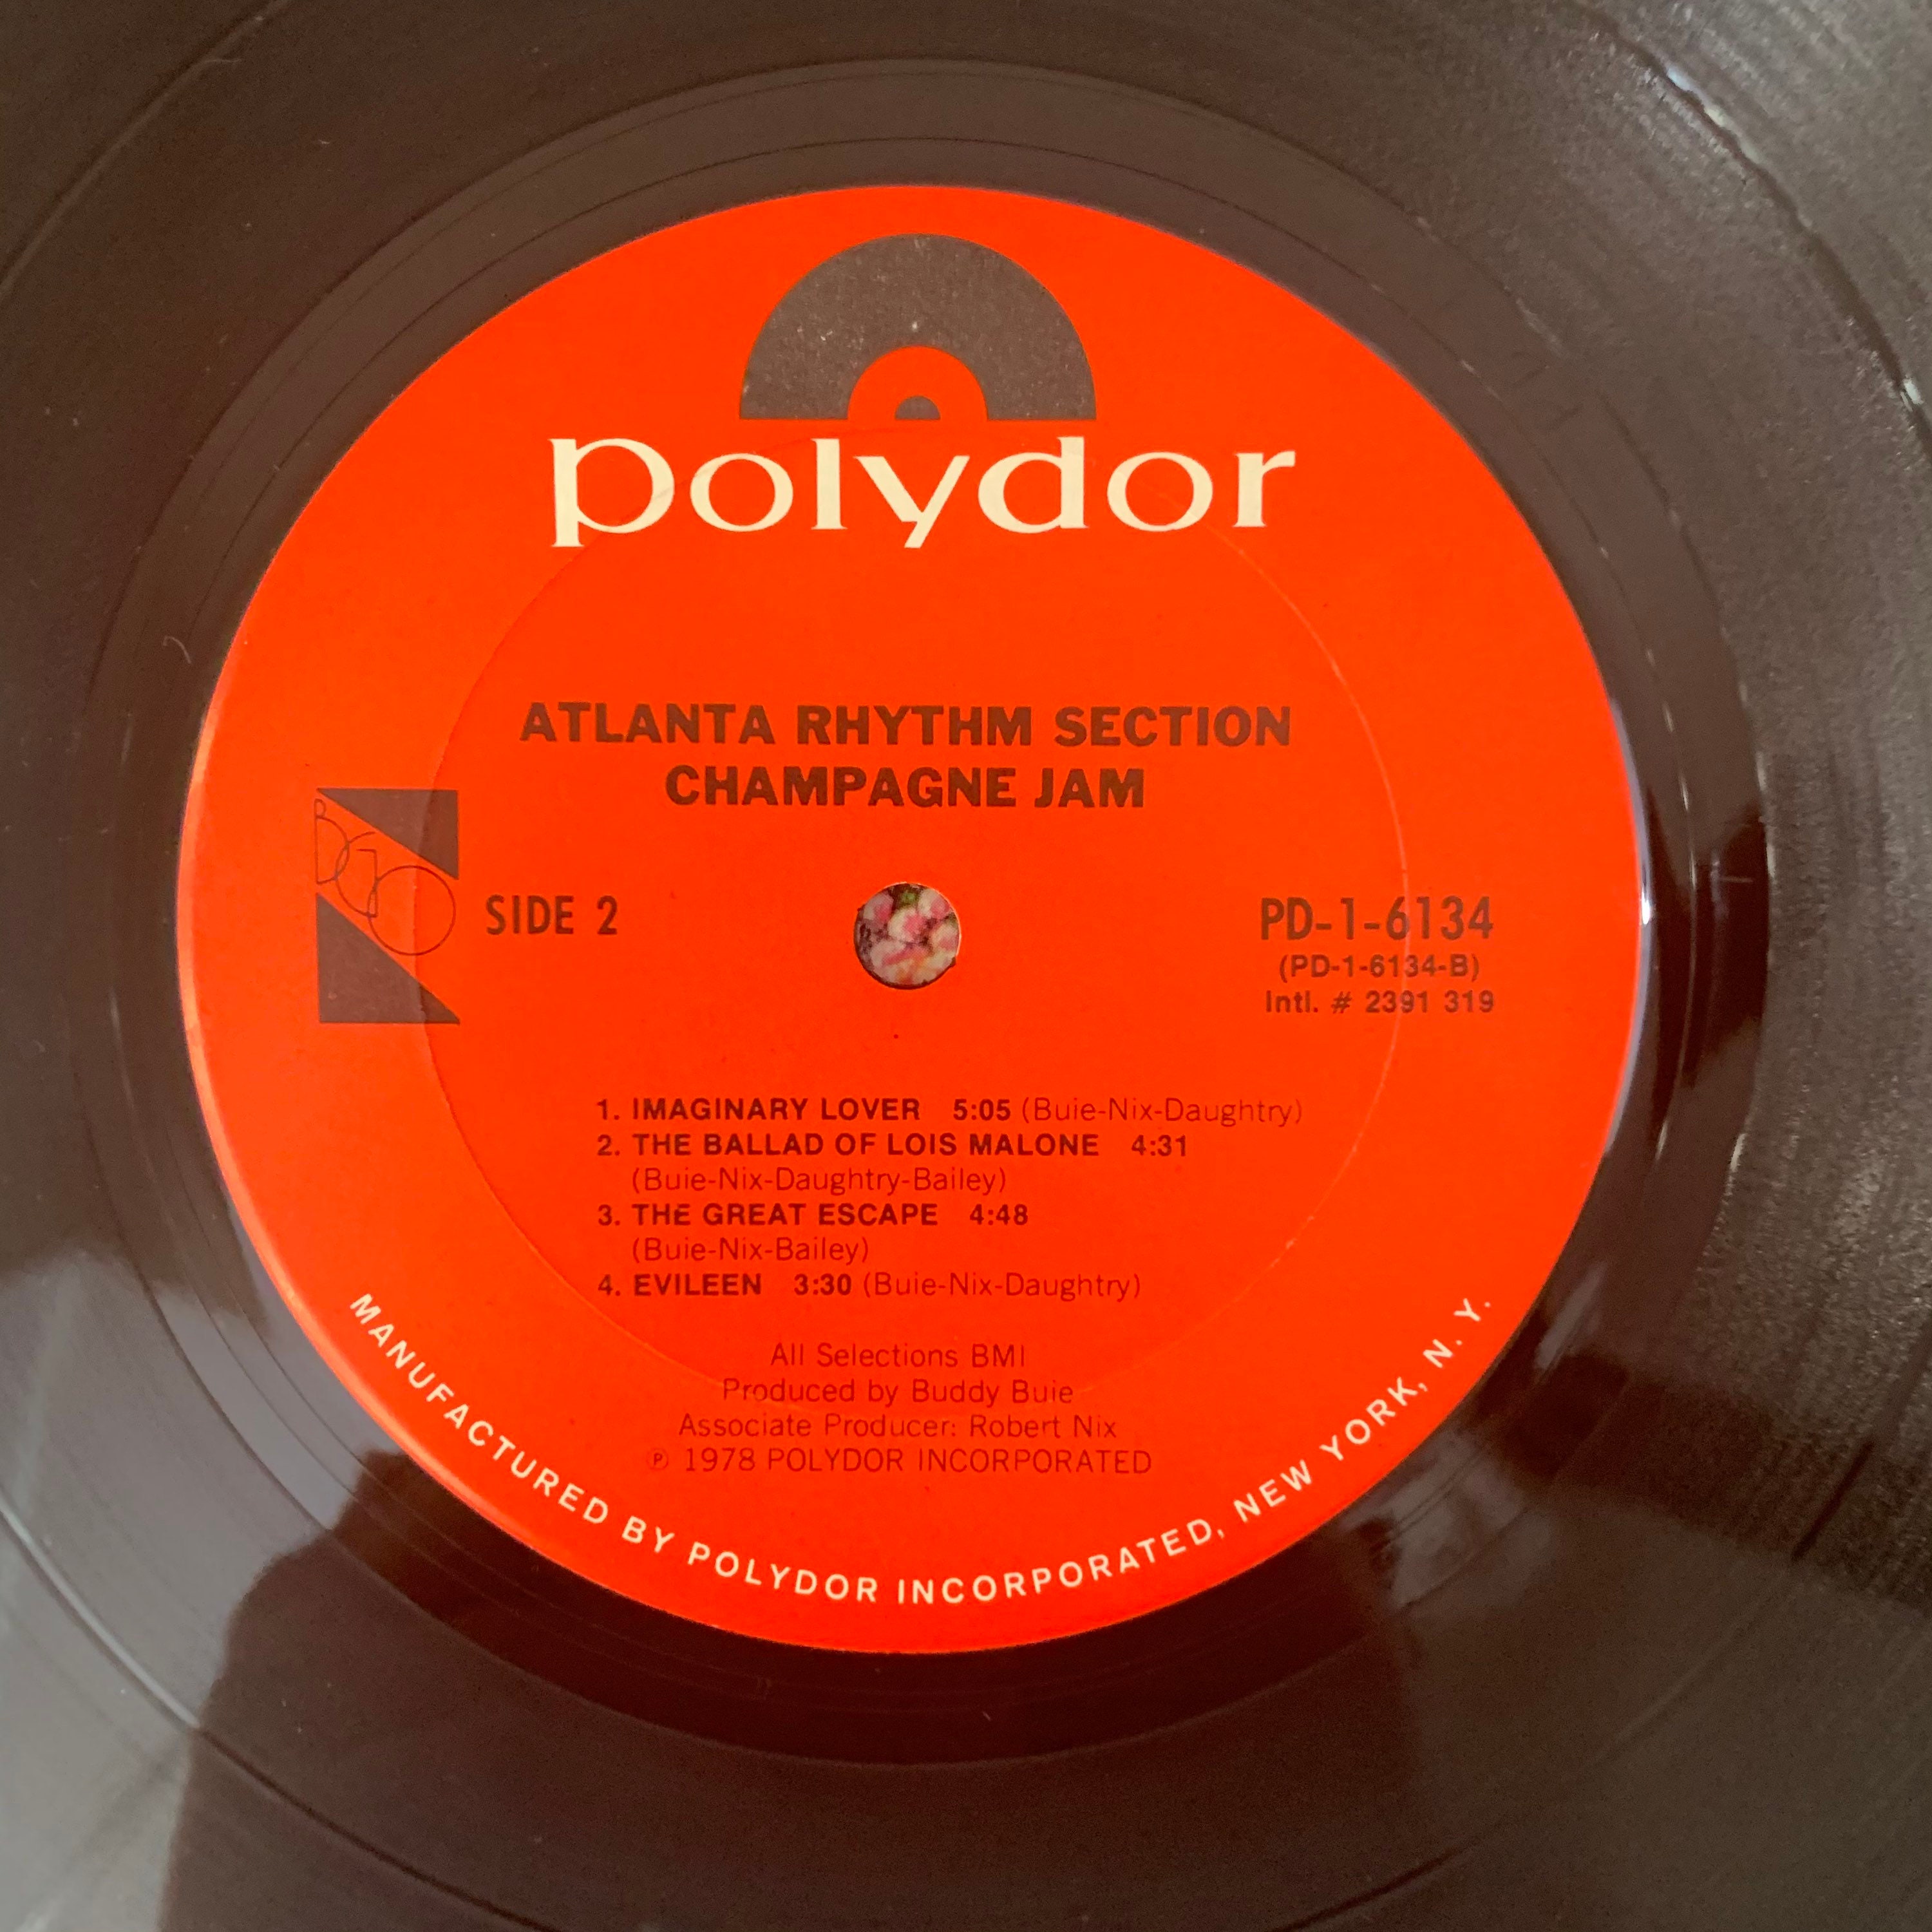 polydor
ATLANTA RHYTHM SECTION
CHAMPAGNE JAM
BGO
SIDE 2
PD-1-6134
(PD-1-6134-B)
Intl. # 2391 319
1. IMAGINARY LOVER 5:05 (Buie-Nix-Daughtry)
2. THE BALLAD OF LOIS MALONE 4:31
(Buie-Nix-Daughtry-Bailey)
3. THE GREAT ESCAPE 4:48
(Buie-Nix-Bailey)
4. EVILEEN 3:30 (Buie-Nix-Daughtry)
All Selections BMI
Produced by Buddy Buie
Associate Producer: Robert Nix
℗ 1978 POLYDOR INCORPORATED
MANUFACTURED BY POLYDOR INCORPORATED, NEW YORK, N. Y.